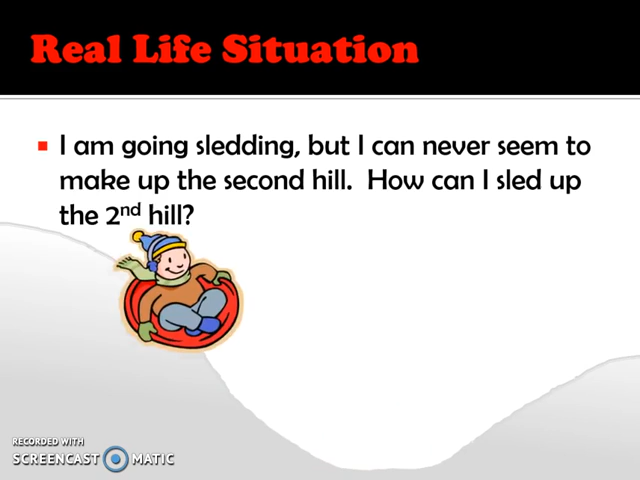 Real Life Situation
I am going sledding, but I can never seem to
make up the second hill. How can I sled up
the 2nd hill?
RECORDED WITH
SCREENCAST MATIC